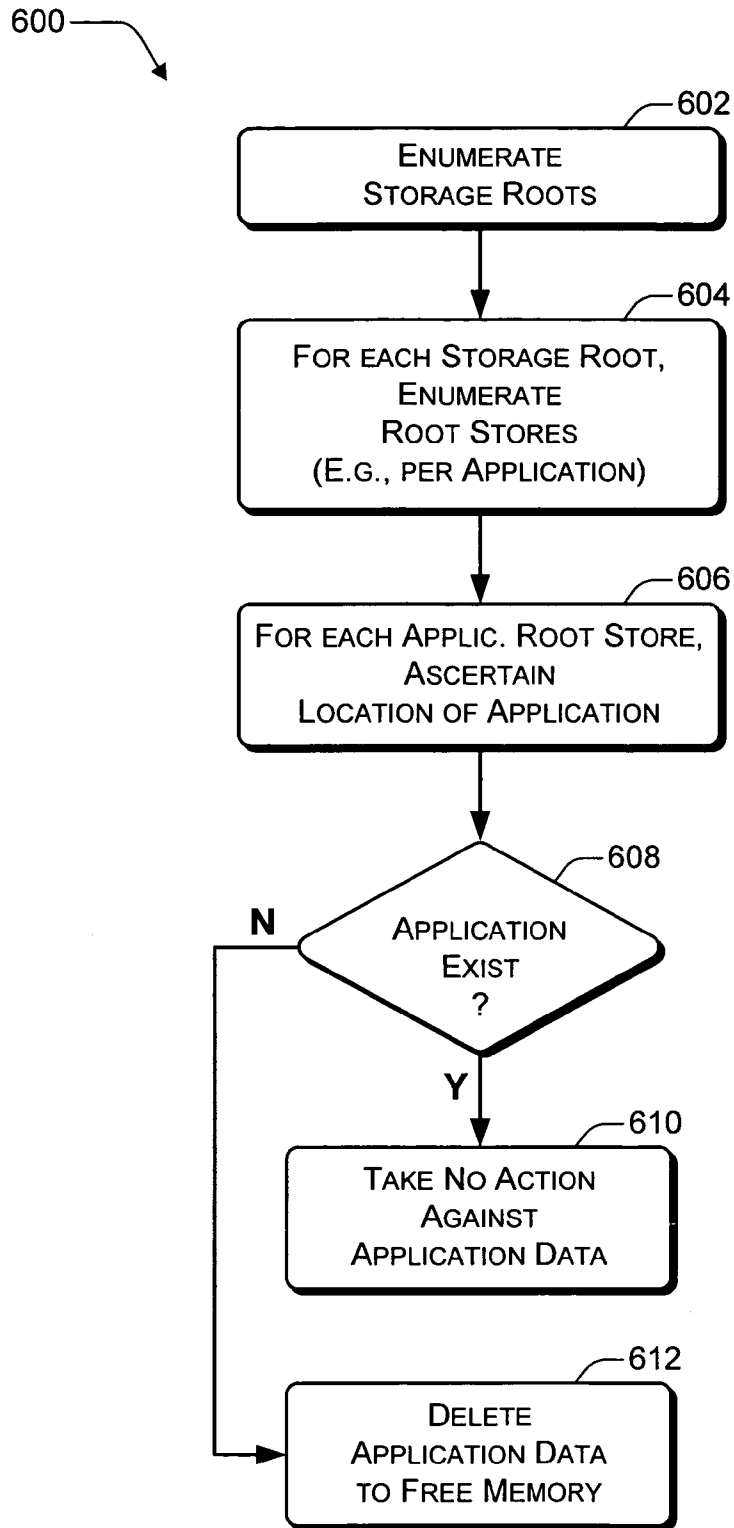 600
602
ENUMERATE
STORAGE ROOTS
604
FOR EACH STORAGE ROOT,
ENUMERATE
ROOT STORES
(E.G., PER APPLICATION)
606
FOR EACH APPLIC. ROOT STORE,
ASCERTAIN
LOCATION OF APPLICATION
608
APPLICATION
EXIST
?
N
Y
610
TAKE NO ACTION
AGAINST
APPLICATION DATA
612
DELETE
APPLICATION DATA
TO FREE MEMORY